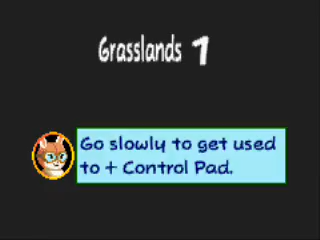 Grasslands 1
Go slowly to get used
to + Control Pad.